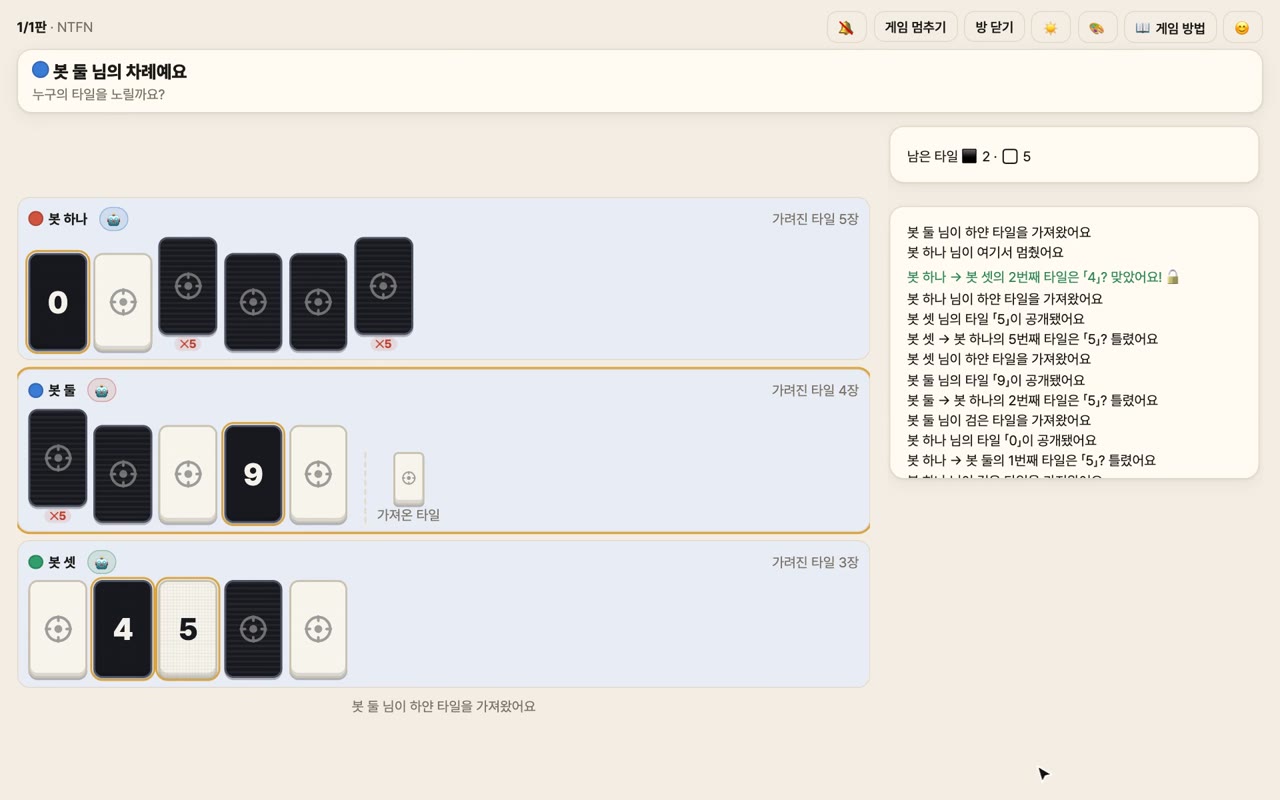 1/1판 · NTFN
게임 멈추기
방 닫기
게임 방법
봇 둘 님의 차례예요
누구의 타일을 노릴까요?
남은 타일 2 · 5
봇 하나
가려진 타일 5장
0
×5
×5
봇 둘
가려진 타일 4장
9
×5
가져온 타일
봇 셋
가려진 타일 3장
4
5
봇 둘 님이 하얀 타일을 가져왔어요
봇 둘 님이 하얀 타일을 가져왔어요
봇 하나 님이 여기서 멈췄어요
봇 하나 → 봇 셋의 2번째 타일은 「4」? 맞았어요!
봇 하나 님이 하얀 타일을 가져왔어요
봇 셋 님의 타일 「5」이 공개됐어요
봇 셋 → 봇 하나의 5번째 타일은 「5」? 틀렸어요
봇 셋 님이 하얀 타일을 가져왔어요
봇 둘 님의 타일 「9」이 공개됐어요
봇 둘 → 봇 하나의 2번째 타일은 「5」? 틀렸어요
봇 둘 님이 검은 타일을 가져왔어요
봇 하나 님의 타일 「0」이 공개됐어요
봇 하나 → 봇 둘의 1번째 타일은 「5」? 틀렸어요